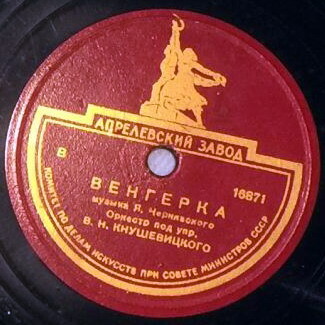 АПРЕЛЕВСКИЙ ЗАВОД
В
16871
ВЕНГЕРКА
музыка Я. Чернявского
Оркестр под упр.
В. Н. КНУШЕВИЦКОГО
КОМИТЕТ ПО ДЕЛАМ ИСКУССТВ ПРИ СОВЕТЕ МИНИСТРОВ СССР